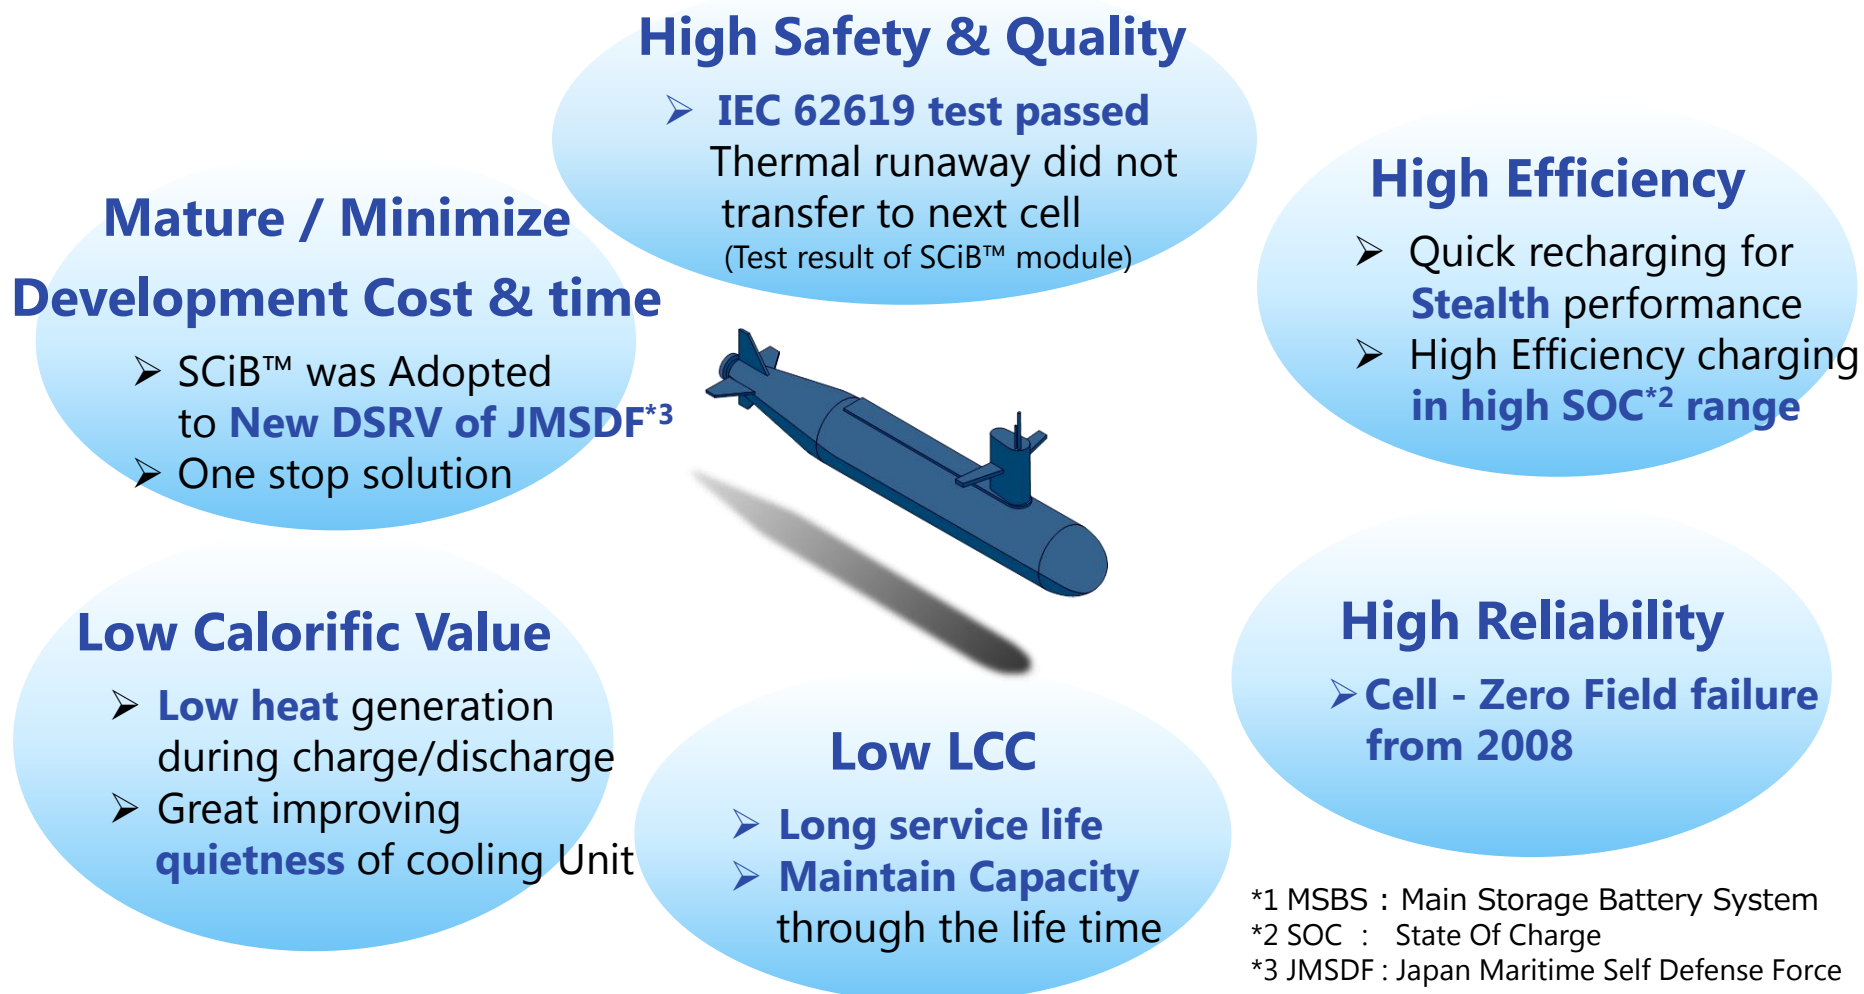 High Safety & Quality
➢ IEC 62619 test passed
Thermal runaway did not
transfer to next cell
(Test result of SCiB™ module)
Mature / Minimize
Development Cost & time
➢ SCiB™ was Adopted
to New DSRV of JMSDF*3
➢ One stop solution
High Efficiency
➢ Quick recharging for
Stealth performance
➢ High Efficiency charging
in high SOC*2 range
Low Calorific Value
➢ Low heat generation
during charge/discharge
➢ Great improving
quietness of cooling Unit
Low LCC
➢ Long service life
➢ Maintain Capacity
through the life time
High Reliability
➢ Cell - Zero Field failure
from 2008
*1 MSBS : Main Storage Battery System
*2 SOC : State Of Charge
*3 JMSDF : Japan Maritime Self Defense Force